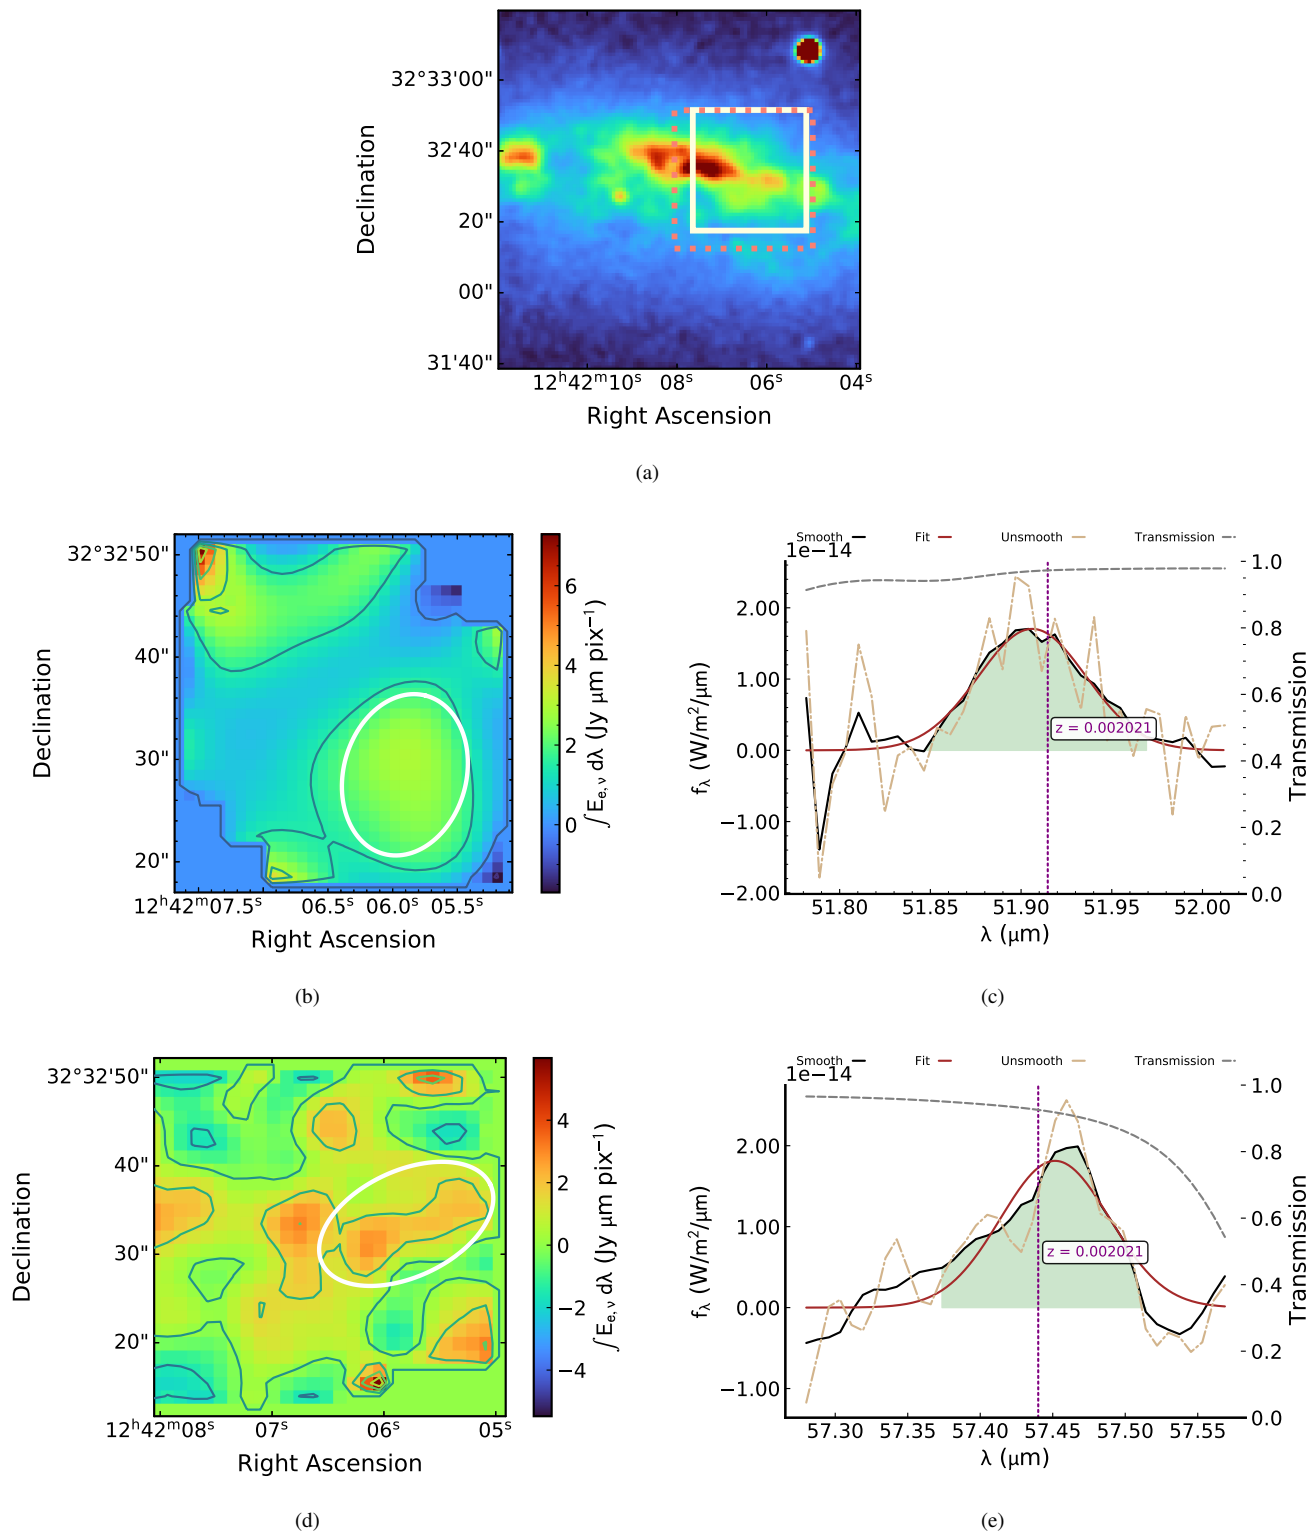 32°33'00"
32'40"
20"
00"
31'40"
Declination
12ʰ42ᵐ10ˢ 08ˢ 06ˢ 04ˢ
Right Ascension
(a)
32°32'50"
40"
30"
20"
Declination
12ʰ42ᵐ07.5ˢ 06.5ˢ 06.0ˢ 05.5ˢ
Right Ascension
6
4
2
0
∫E_{e,ν} dλ (Jy μm pix⁻¹)
(b)
Smooth Fit Unsmooth Transmission
1e−14
2.00
1.00
0.00
−1.00
−2.00
f_λ (W/m²/μm)
z = 0.002021
1.0
0.8
0.6
0.4
0.2
0.0
Transmission
51.80 51.85 51.90 51.95 52.00
λ (μm)
(c)
32°32'50"
40"
30"
20"
Declination
12ʰ42ᵐ08ˢ 07ˢ 06ˢ 05ˢ
Right Ascension
4
2
0
−2
−4
∫E_{e,ν} dλ (Jy μm pix⁻¹)
(d)
Smooth Fit Unsmooth Transmission
1e−14
2.00
1.00
0.00
−1.00
f_λ (W/m²/μm)
z = 0.002021
1.0
0.8
0.6
0.4
0.2
0.0
Transmission
57.30 57.35 57.40 57.45 57.50 57.55
λ (μm)
(e)